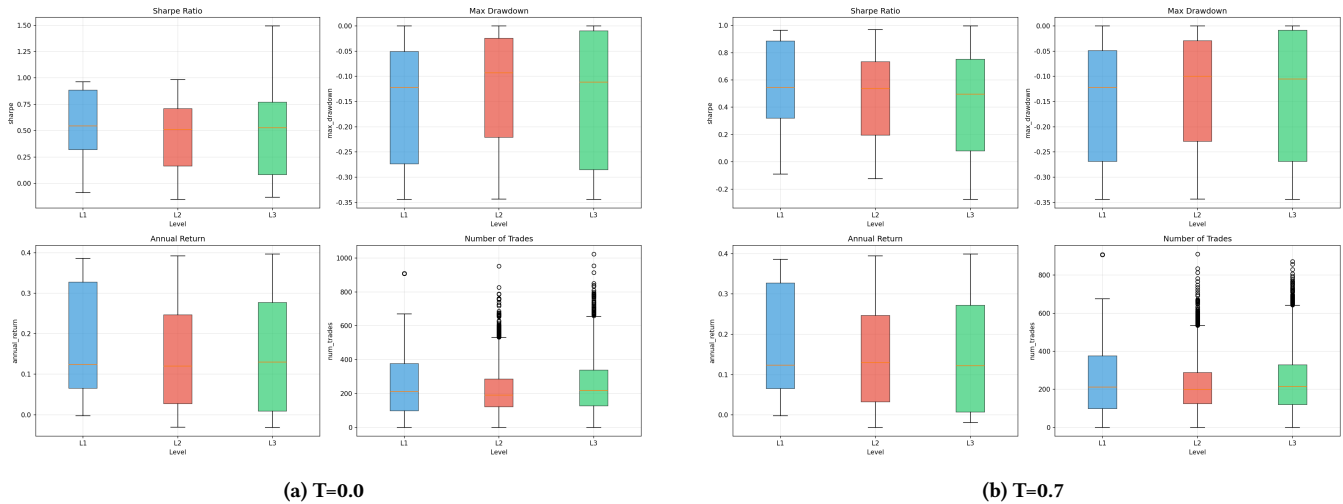 Sharpe Ratio
1.50
1.25
1.00
0.75
0.50
0.25
0.00
sharpe
L1 L2 L3
Level
Max Drawdown
0.00
-0.05
-0.10
-0.15
-0.20
-0.25
-0.30
-0.35
max_drawdown
L1 L2 L3
Level
Annual Return
0.4
0.3
0.2
0.1
0.0
annual_return
L1 L2 L3
Level
Number of Trades
1000
800
600
400
200
0
num_trades
L1 L2 L3
Level
(a) T=0.0
Sharpe Ratio
1.0
0.8
0.6
0.4
0.2
0.0
-0.2
sharpe
L1 L2 L3
Level
Max Drawdown
0.00
-0.05
-0.10
-0.15
-0.20
-0.25
-0.30
-0.35
max_drawdown
L1 L2 L3
Level
Annual Return
0.4
0.3
0.2
0.1
0.0
annual_return
L1 L2 L3
Level
Number of Trades
800
600
400
200
0
num_trades
L1 L2 L3
Level
(b) T=0.7